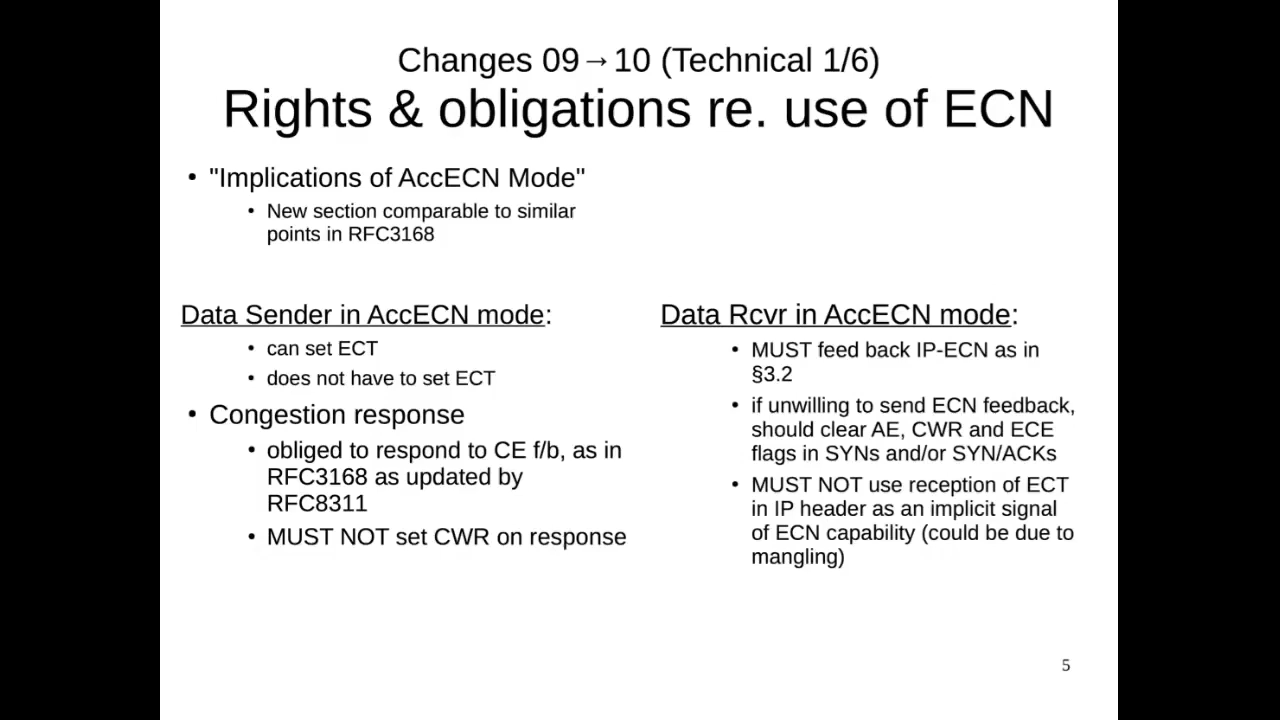 Changes 09→10 (Technical 1/6)
Rights & obligations re. use of ECN
• "Implications of AccECN Mode"
• New section comparable to similar
points in RFC3168
Data Sender in AccECN mode:
• can set ECT
• does not have to set ECT
• Congestion response
• obliged to respond to CE f/b, as in
RFC3168 as updated by
RFC8311
• MUST NOT set CWR on response
Data Rcvr in AccECN mode:
• MUST feed back IP-ECN as in
§3.2
• if unwilling to send ECN feedback,
should clear AE, CWR and ECE
flags in SYNs and/or SYN/ACKs
• MUST NOT use reception of ECT
in IP header as an implicit signal
of ECN capability (could be due to
mangling)
5